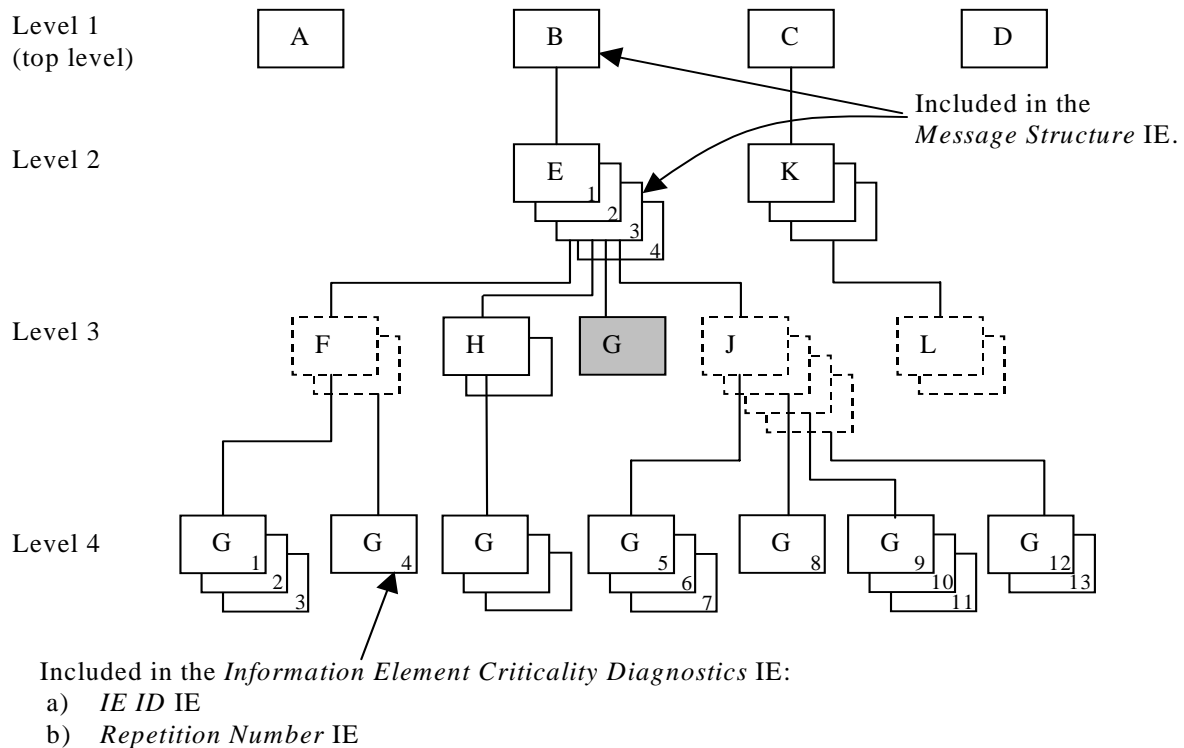 Level 1
(top level)
A
B
C
D
Included in the
Message Structure IE.
Level 2
E
1
2
3
4
K
Level 3
F
H
G
J
L
Level 4
G
1
2
3
G
4
G
G
5
6
7
G
8
G
9
10
11
G
12
13
Included in the Information Element Criticality Diagnostics IE:
a) IE ID IE
b) Repetition Number IE